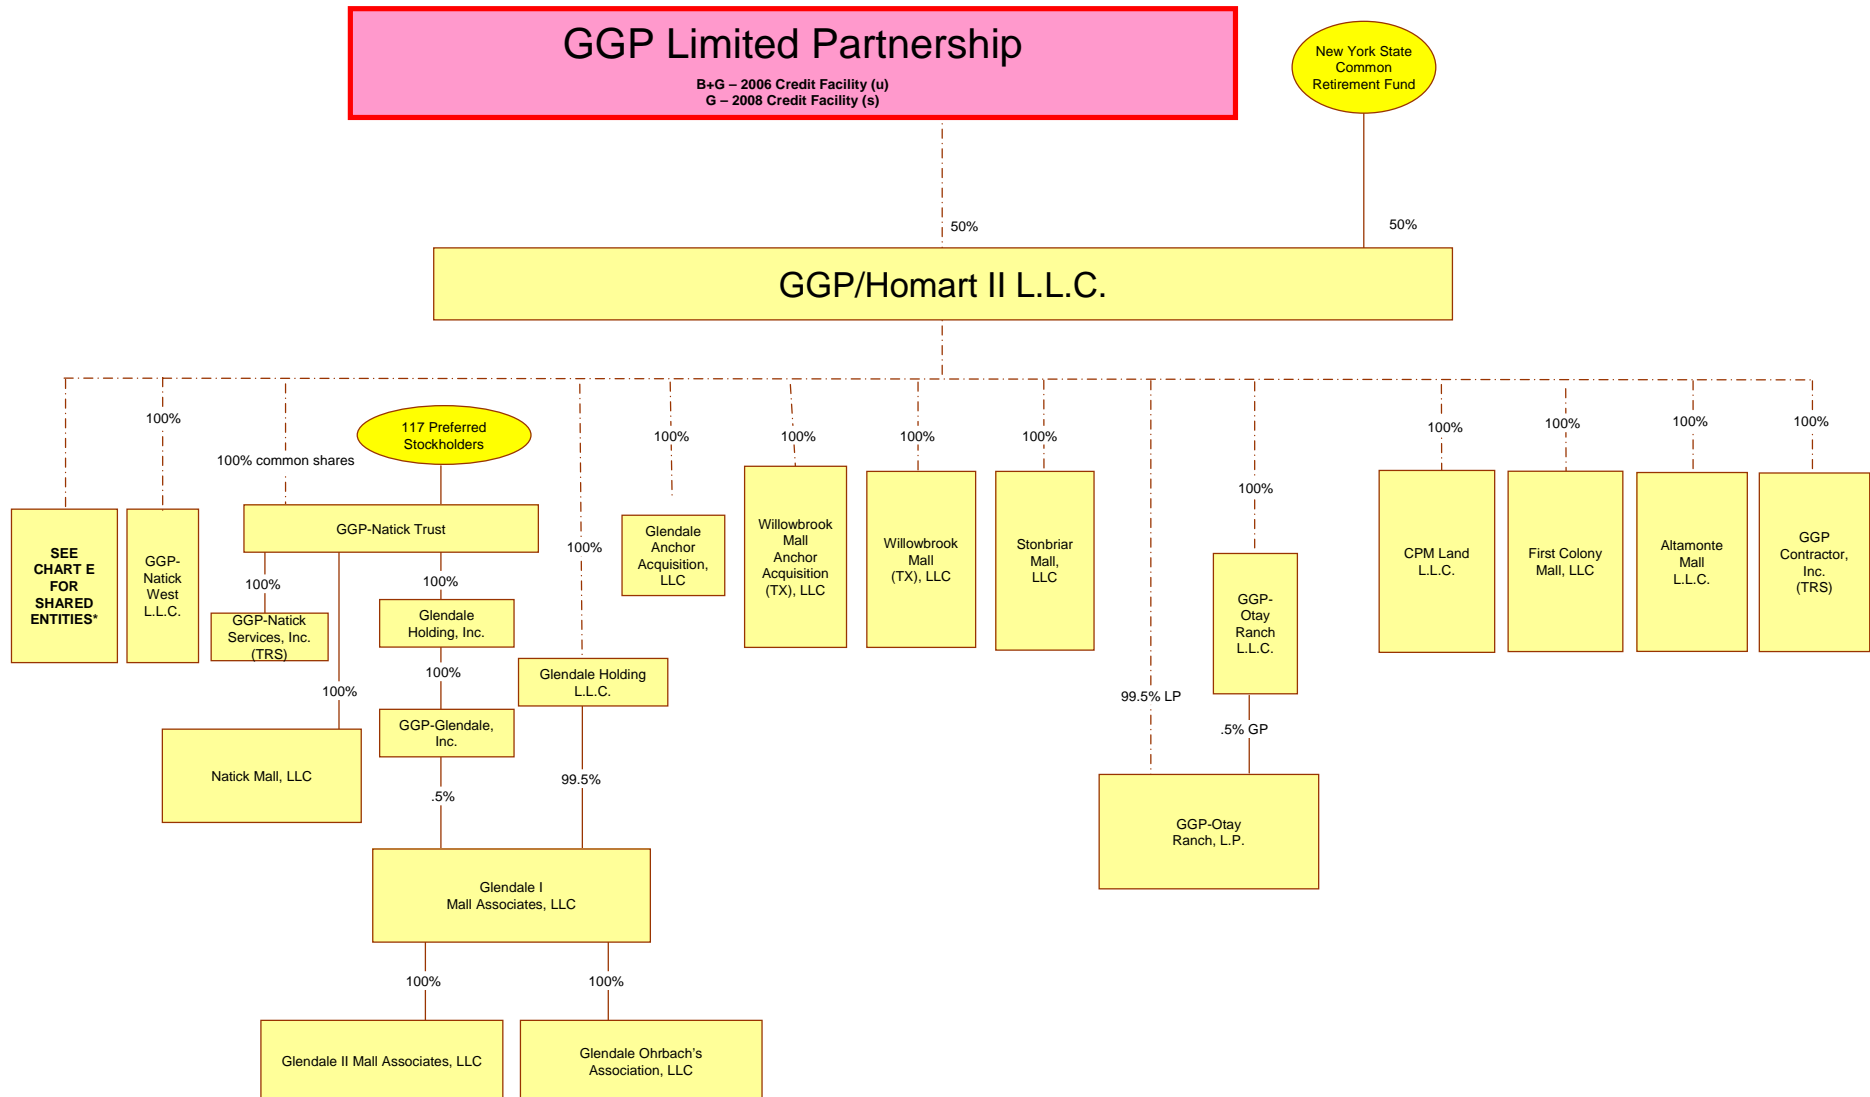 GGP Limited Partnership
B+G – 2006 Credit Facility (u)
G – 2008 Credit Facility (s)
New York State
Common
Retirement Fund
50%
50%
GGP/Homart II L.L.C.
100%
100% common shares
117 Preferred
Stockholders
100%
100%
100%
100%
100%
100%
100%
100%
100%
100%
100%
SEE
CHART E
FOR
SHARED
ENTITIES*
GGP-
Natick
West
L.L.C.
GGP-Natick Trust
Glendale
Anchor
Acquisition,
LLC
Willowbrook
Mall
Anchor
Acquisition
(TX), LLC
Willowbrook
Mall
(TX), LLC
Stonbriar
Mall,
LLC
GGP-
Otay
Ranch
L.L.C.
CPM Land
L.L.C.
First Colony
Mall, LLC
Altamonte
Mall
L.L.C.
GGP
Contractor,
Inc.
(TRS)
100%
100%
GGP-Natick
Services, Inc.
(TRS)
Glendale
Holding, Inc.
100%
100%
Glendale Holding
L.L.C.
99.5% LP
.5% GP
GGP-Glendale,
Inc.
Natick Mall, LLC
.5%
99.5%
GGP-Otay
Ranch, L.P.
Glendale I
Mall Associates, LLC
100%
100%
Glendale II Mall Associates, LLC
Glendale Ohrbach's
Association, LLC